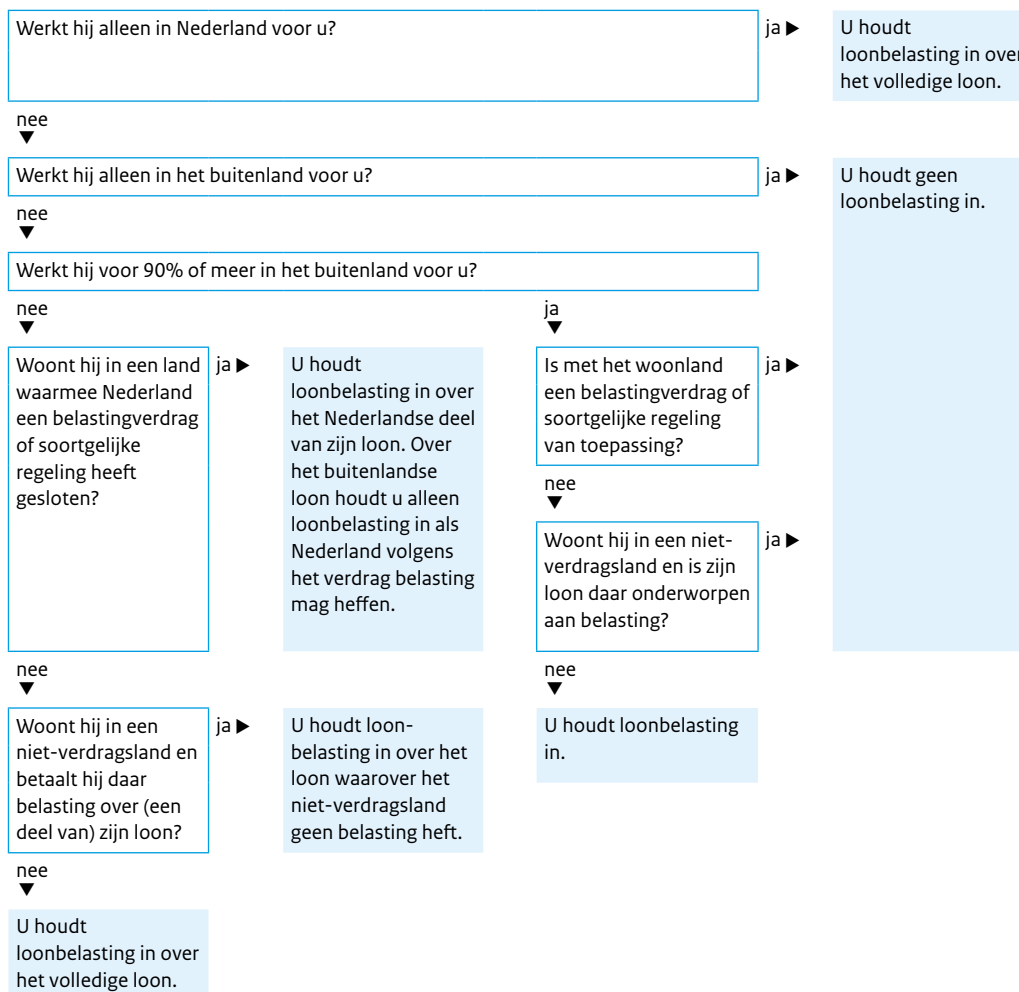 Werkt hij alleen in Nederland voor u?
ja ▶
U houdt
loonbelasting in over
het volledige loon.
nee
▼
Werkt hij alleen in het buitenland voor u?
ja ▶
U houdt geen
loonbelasting in.
nee
▼
Werkt hij voor 90% of meer in het buitenland voor u?
nee
▼
ja
▼
Woont hij in een land
waarmee Nederland
een belastingverdrag
of soortgelijke
regeling heeft
gesloten?
ja ▶
U houdt
loonbelasting in over
het Nederlandse deel
van zijn loon. Over
het buitenlandse
loon houdt u alleen
loonbelasting in als
Nederland volgens
het verdrag belasting
mag heffen.
Is met het woonland
een belastingverdrag of
soortgelijke regeling
van toepassing?
ja ▶
nee
▼
Woont hij in een niet-
verdragsland en is zijn
loon daar onderworpen
aan belasting?
ja ▶
nee
▼
nee
▼
Woont hij in een
niet-verdragsland en
betaalt hij daar
belasting over (een
deel van) zijn loon?
ja ▶
U houdt loon-
belasting in over het
loon waarover het
niet-verdragsland
geen belasting heft.
U houdt loonbelasting
in.
nee
▼
U houdt
loonbelasting in over
het volledige loon.